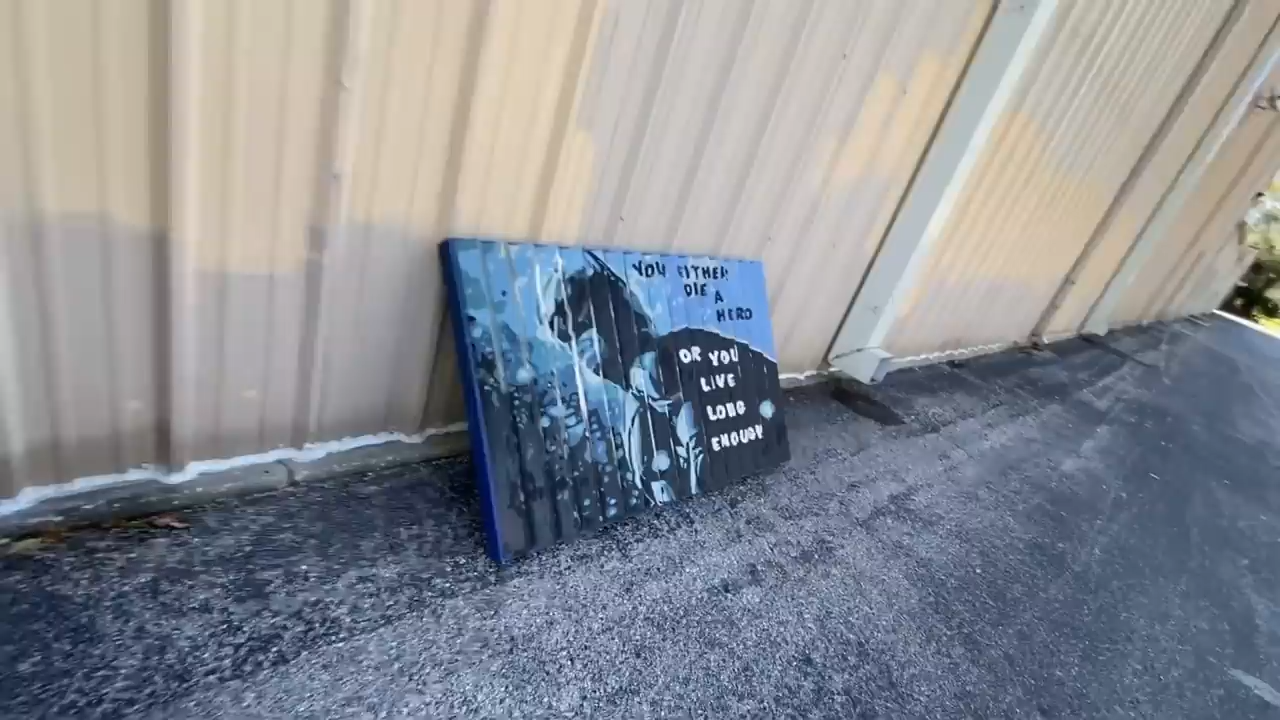 YOU EITHER
DIE A
HERO
OR YOU
LIVE
LONG
ENOUGH